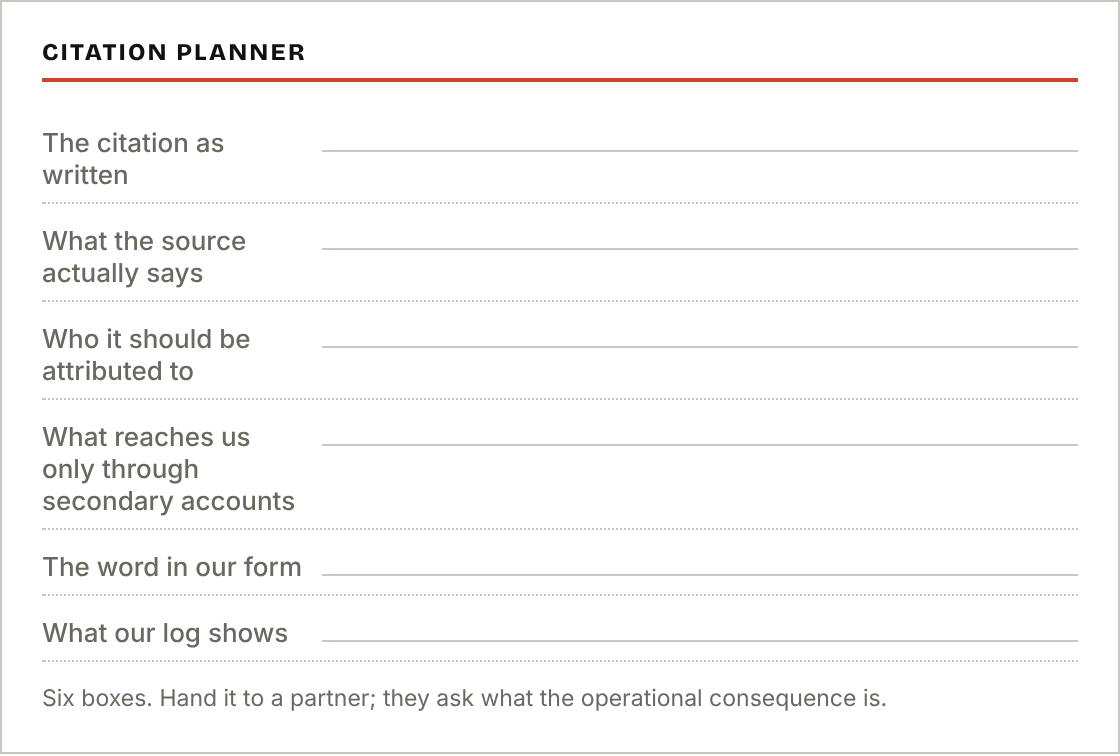 CITATION PLANNER
The citation as
written
What the source
actually says
Who it should be
attributed to
What reaches us
only through
secondary accounts
The word in our form
What our log shows
Six boxes. Hand it to a partner; they ask what the operational consequence is.